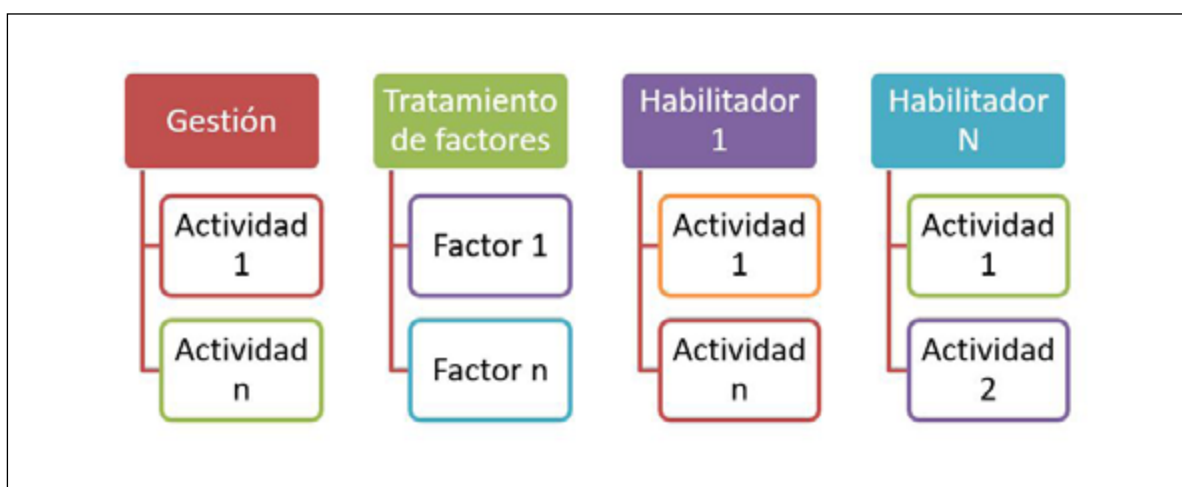 Gestión
Actividad
1
Actividad
n
Tratamiento
de factores
Factor 1
Factor n
Habilitador
1
Actividad
1
Actividad
n
Habilitador
N
Actividad
1
Actividad
2